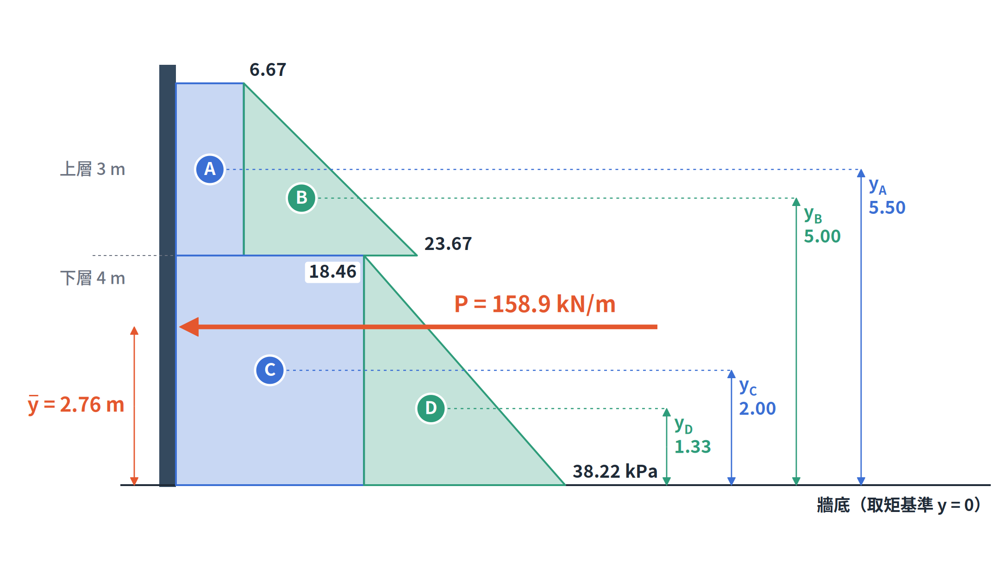 6.67
上層 3 m
A
B
yA
5.50
yB
5.00
23.67
下層 4 m
18.46
P = 158.9 kN/m
C
yC
2.00
ȳ = 2.76 m
D
yD
1.33
38.22 kPa
牆底（取矩基準 y = 0）